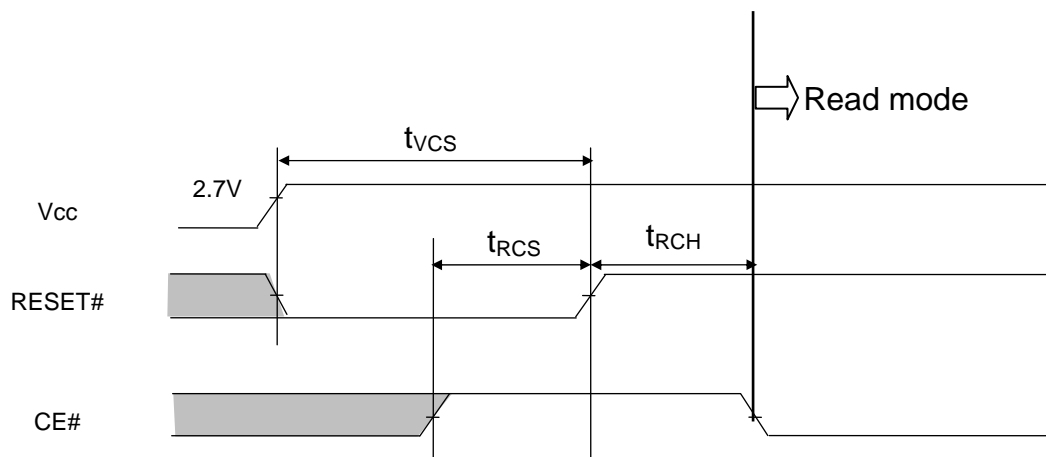 Read mode
tVCS
2.7V
Vcc
tRCS
tRCH
RESET#
CE#